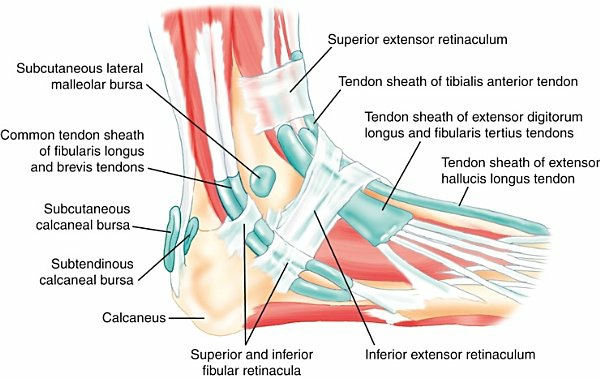 Superior extensor retinaculum
Subcutaneous lateral
malleolar bursa
Tendon sheath of tibialis anterior tendon
Tendon sheath of extensor digitorum
longus and fibularis tertius tendons
Common tendon sheath
of fibularis longus
and brevis tendons
Tendon sheath of extensor
hallucis longus tendon
Subcutaneous
calcaneal bursa
Subtendinous
calcaneal bursa
Calcaneus
Superior and inferior
fibular retinacula
Inferior extensor retinaculum